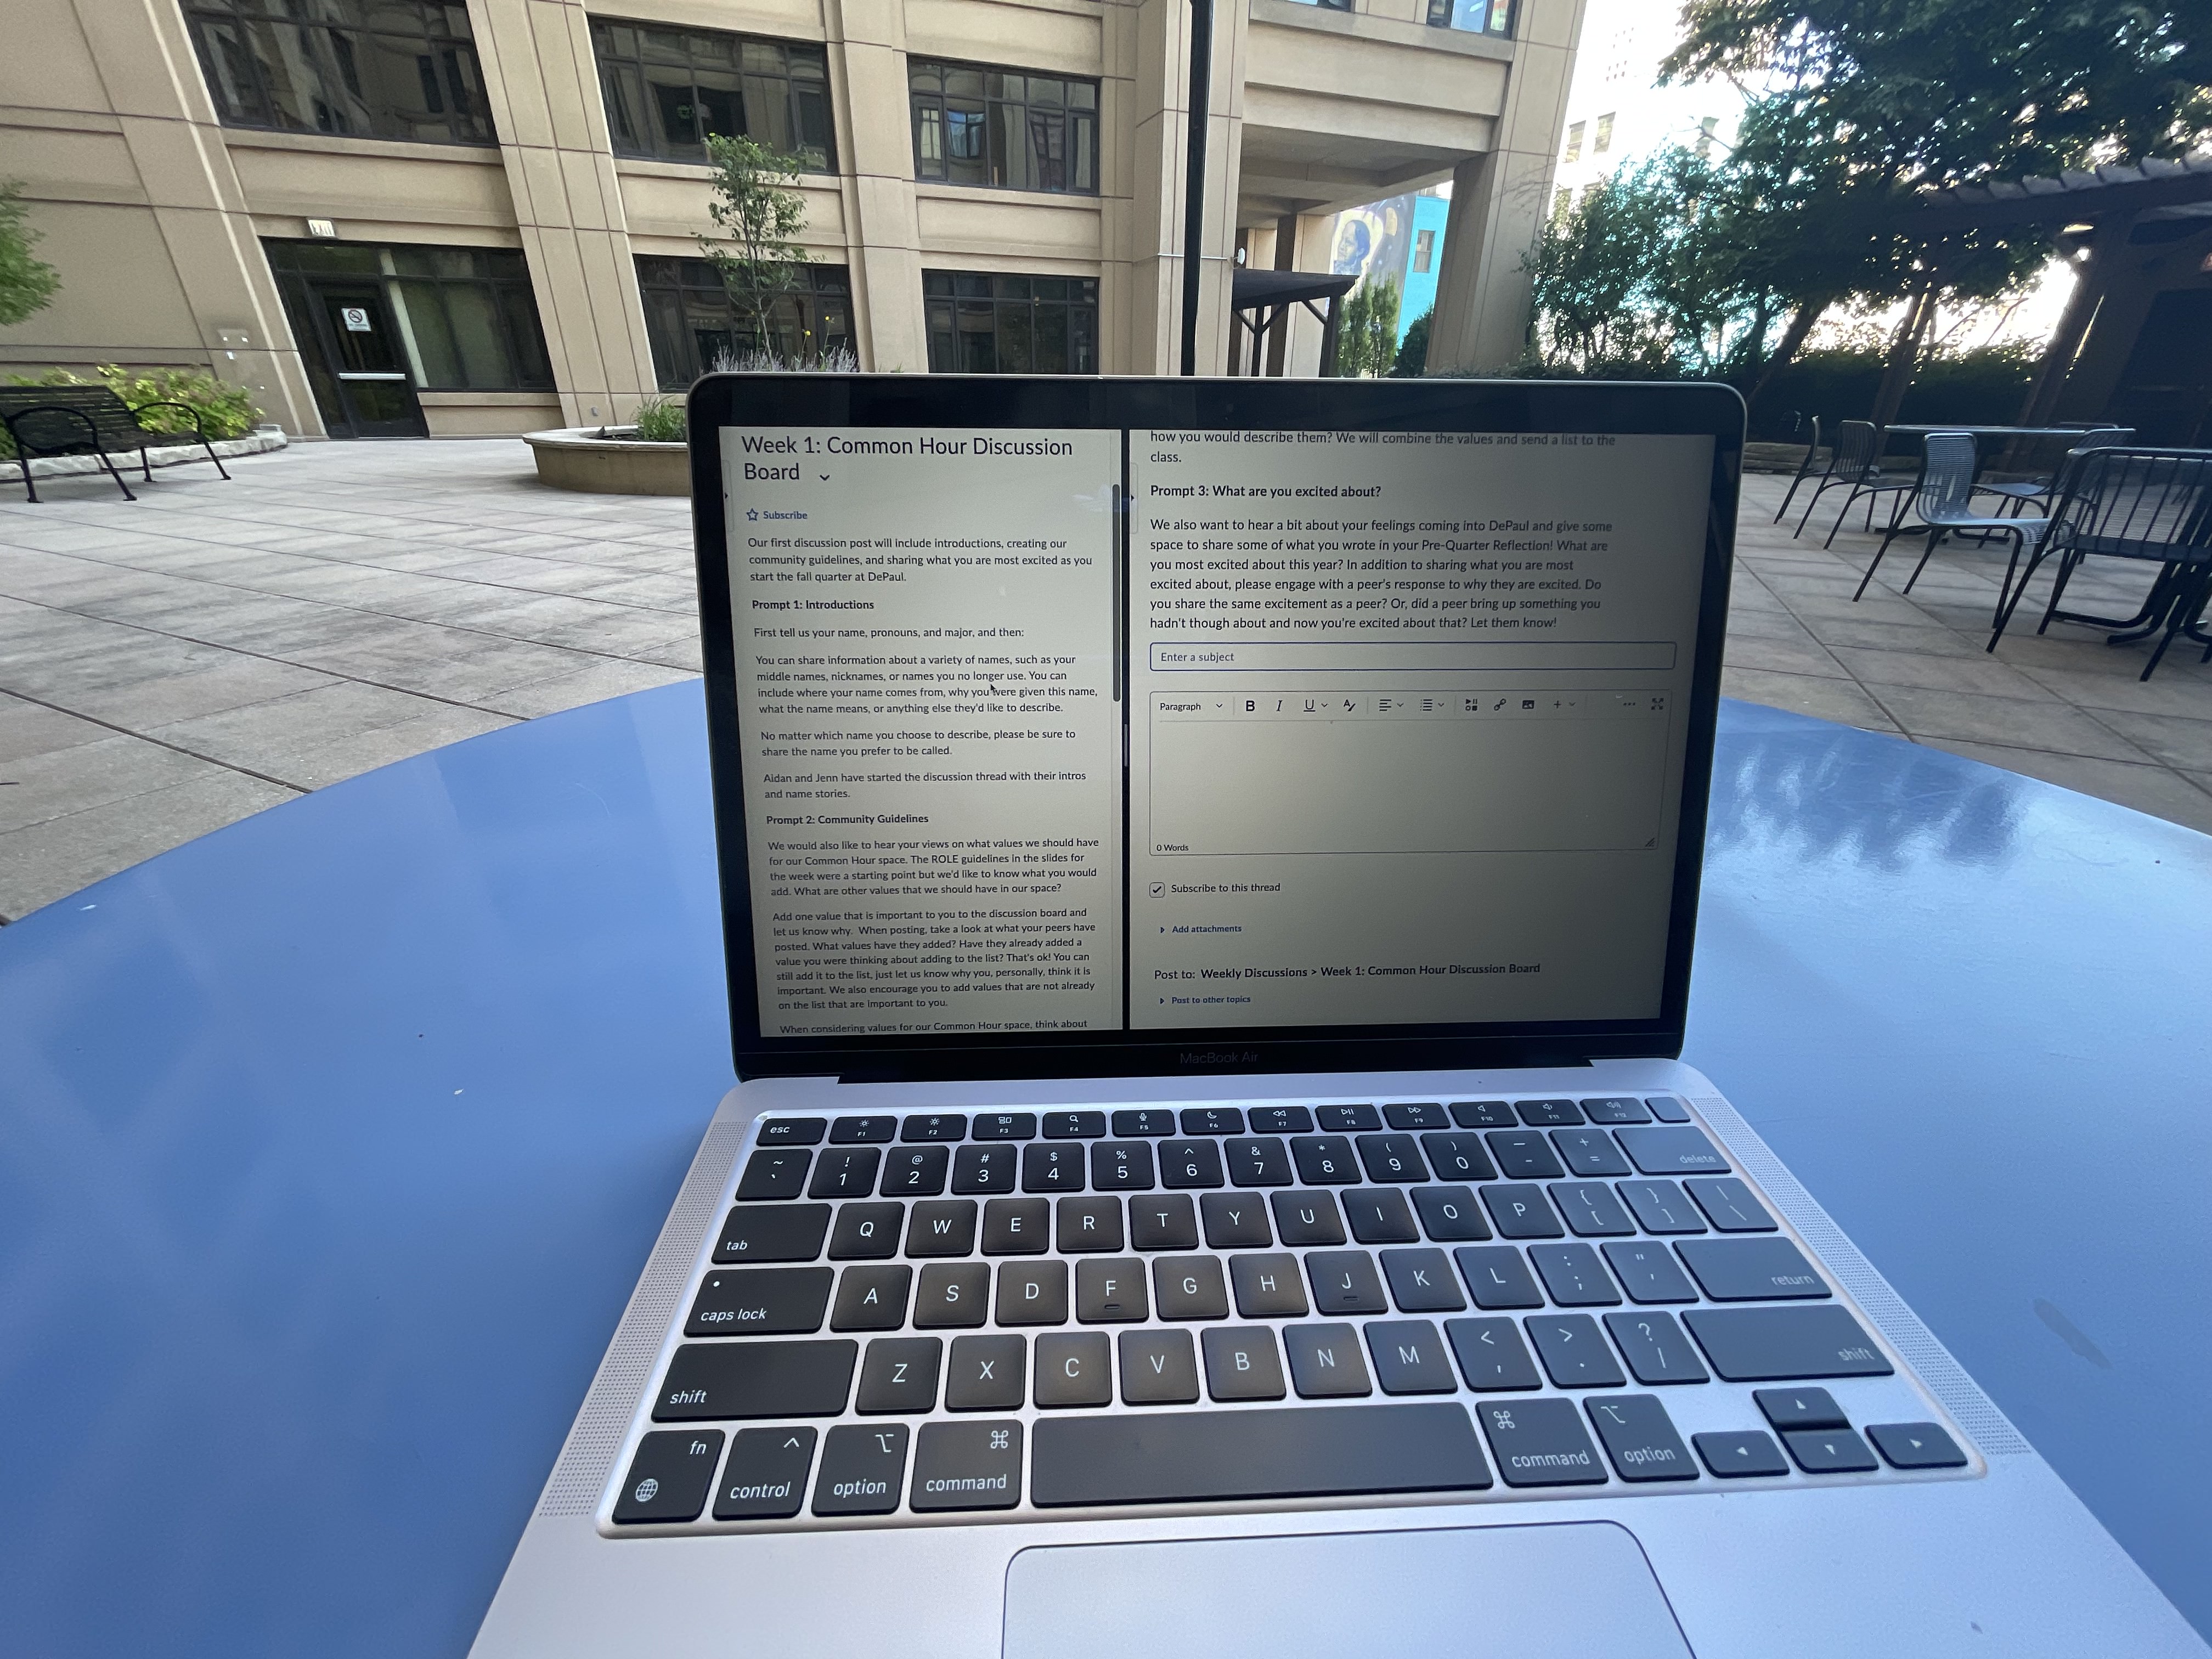 Week 1: Common Hour Discussion
Board
Subscribe
Our first discussion post will include introductions, creating our
community guidelines, and sharing what you are most excited as you
start the fall quarter at DePaul.
Prompt 1: Introductions
First tell us your name, pronouns, and major, and then:
You can share information about a variety of names, such as your
middle names, nicknames, or names you no longer use. You can
include where your name comes from, why you were given this name,
what the name means, or anything else they'd like to describe.
No matter which name you choose to describe, please be sure to
share the name you prefer to be called.
Aidan and Jenn have started the discussion thread with their intros
and name stories.
Prompt 2: Community Guidelines
We would also like to hear your views on what values we should have
for our Common Hour space. The ROLE guidelines in the slides for
the week were a starting point but we'd like to know what you would
add. What are other values that we should have in our space?
Add one value that is important to you to the discussion board and
let us know why. When posting, take a look at what your peers have
posted. What values have they added? Have they already added a
value you were thinking about adding to the list? That's ok! You can
still add it to the list, just let us know why you, personally, think it is
important. We also encourage you to add values that are not already
on the list that are important to you.
When considering values for our Common Hour space, think about
how you would describe them? We will combine the values and send a list to the
class.
Prompt 3: What are you excited about?
We also want to hear a bit about your feelings coming into DePaul and give some
space to share some of what you wrote in your Pre-Quarter Reflection! What are
you most excited about this year? In addition to sharing what you are most
excited about, please engage with a peer's response to why they are excited. Do
you share the same excitement as a peer? Or, did a peer bring up something you
hadn't though about and now you're excited about that? Let them know!
Enter a subject
Paragraph B I U A
0 Words
Subscribe to this thread
Add attachments
Post to: Weekly Discussions > Week 1: Common Hour Discussion Board
Post to other topics
MacBook Air
esc F1 F2 F3 F4 F5 F6 F7 F8 F9 F10 F11 F12
~ ! @ # $ % ^ & * ( ) — +
` 1 2 3 4 5 6 7 8 9 0 - = delete
tab Q W E R T Y U I O P { [ } ] | \
caps lock A S D F G H J K L : ; " ' return
shift Z X C V B N M < , > . ? / shift
fn control option command command option